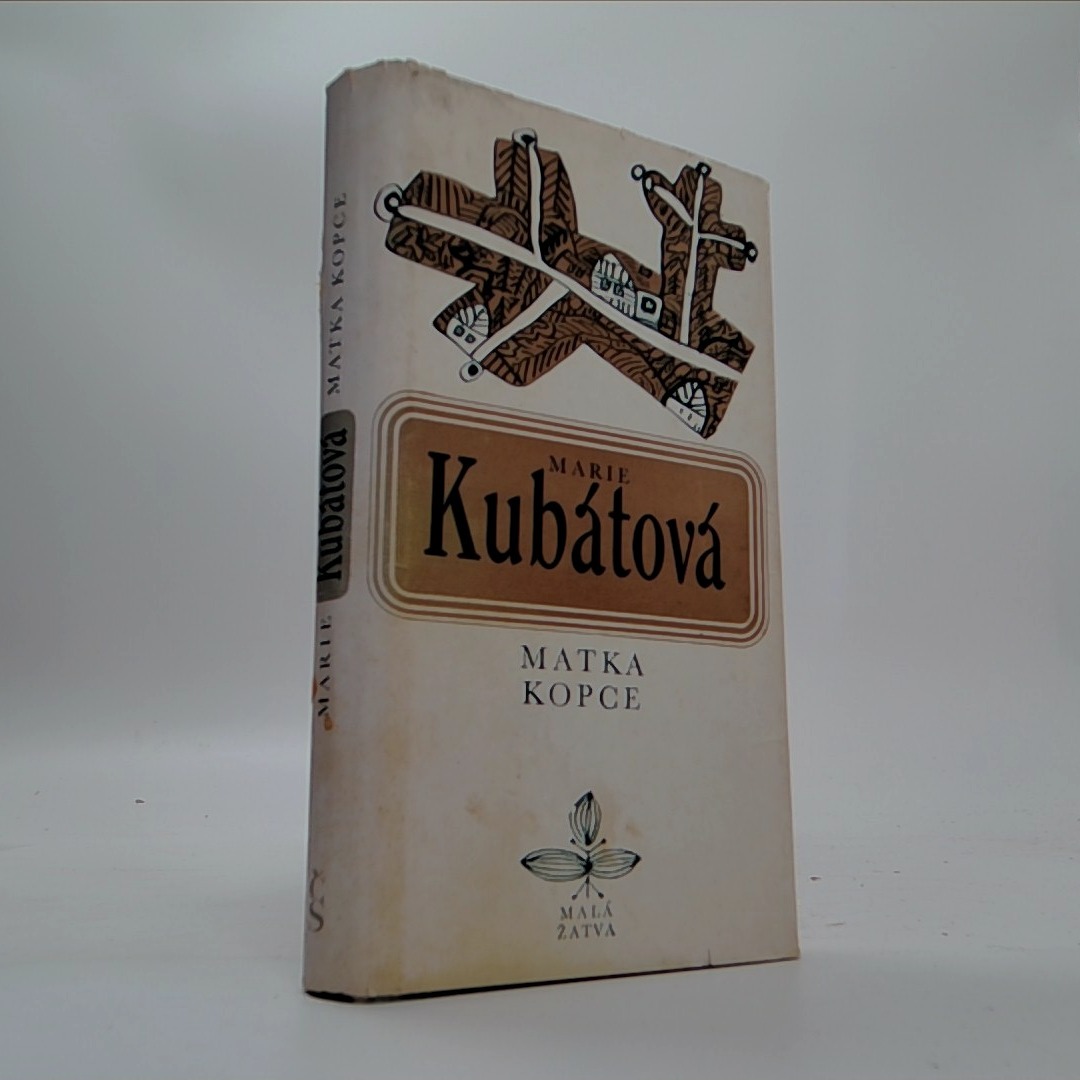 MARIE
Kubátová
MATKA
KOPCE
MALÁ
ŽATVA
MARIE Kubátová MATKA KOPCE
ČS